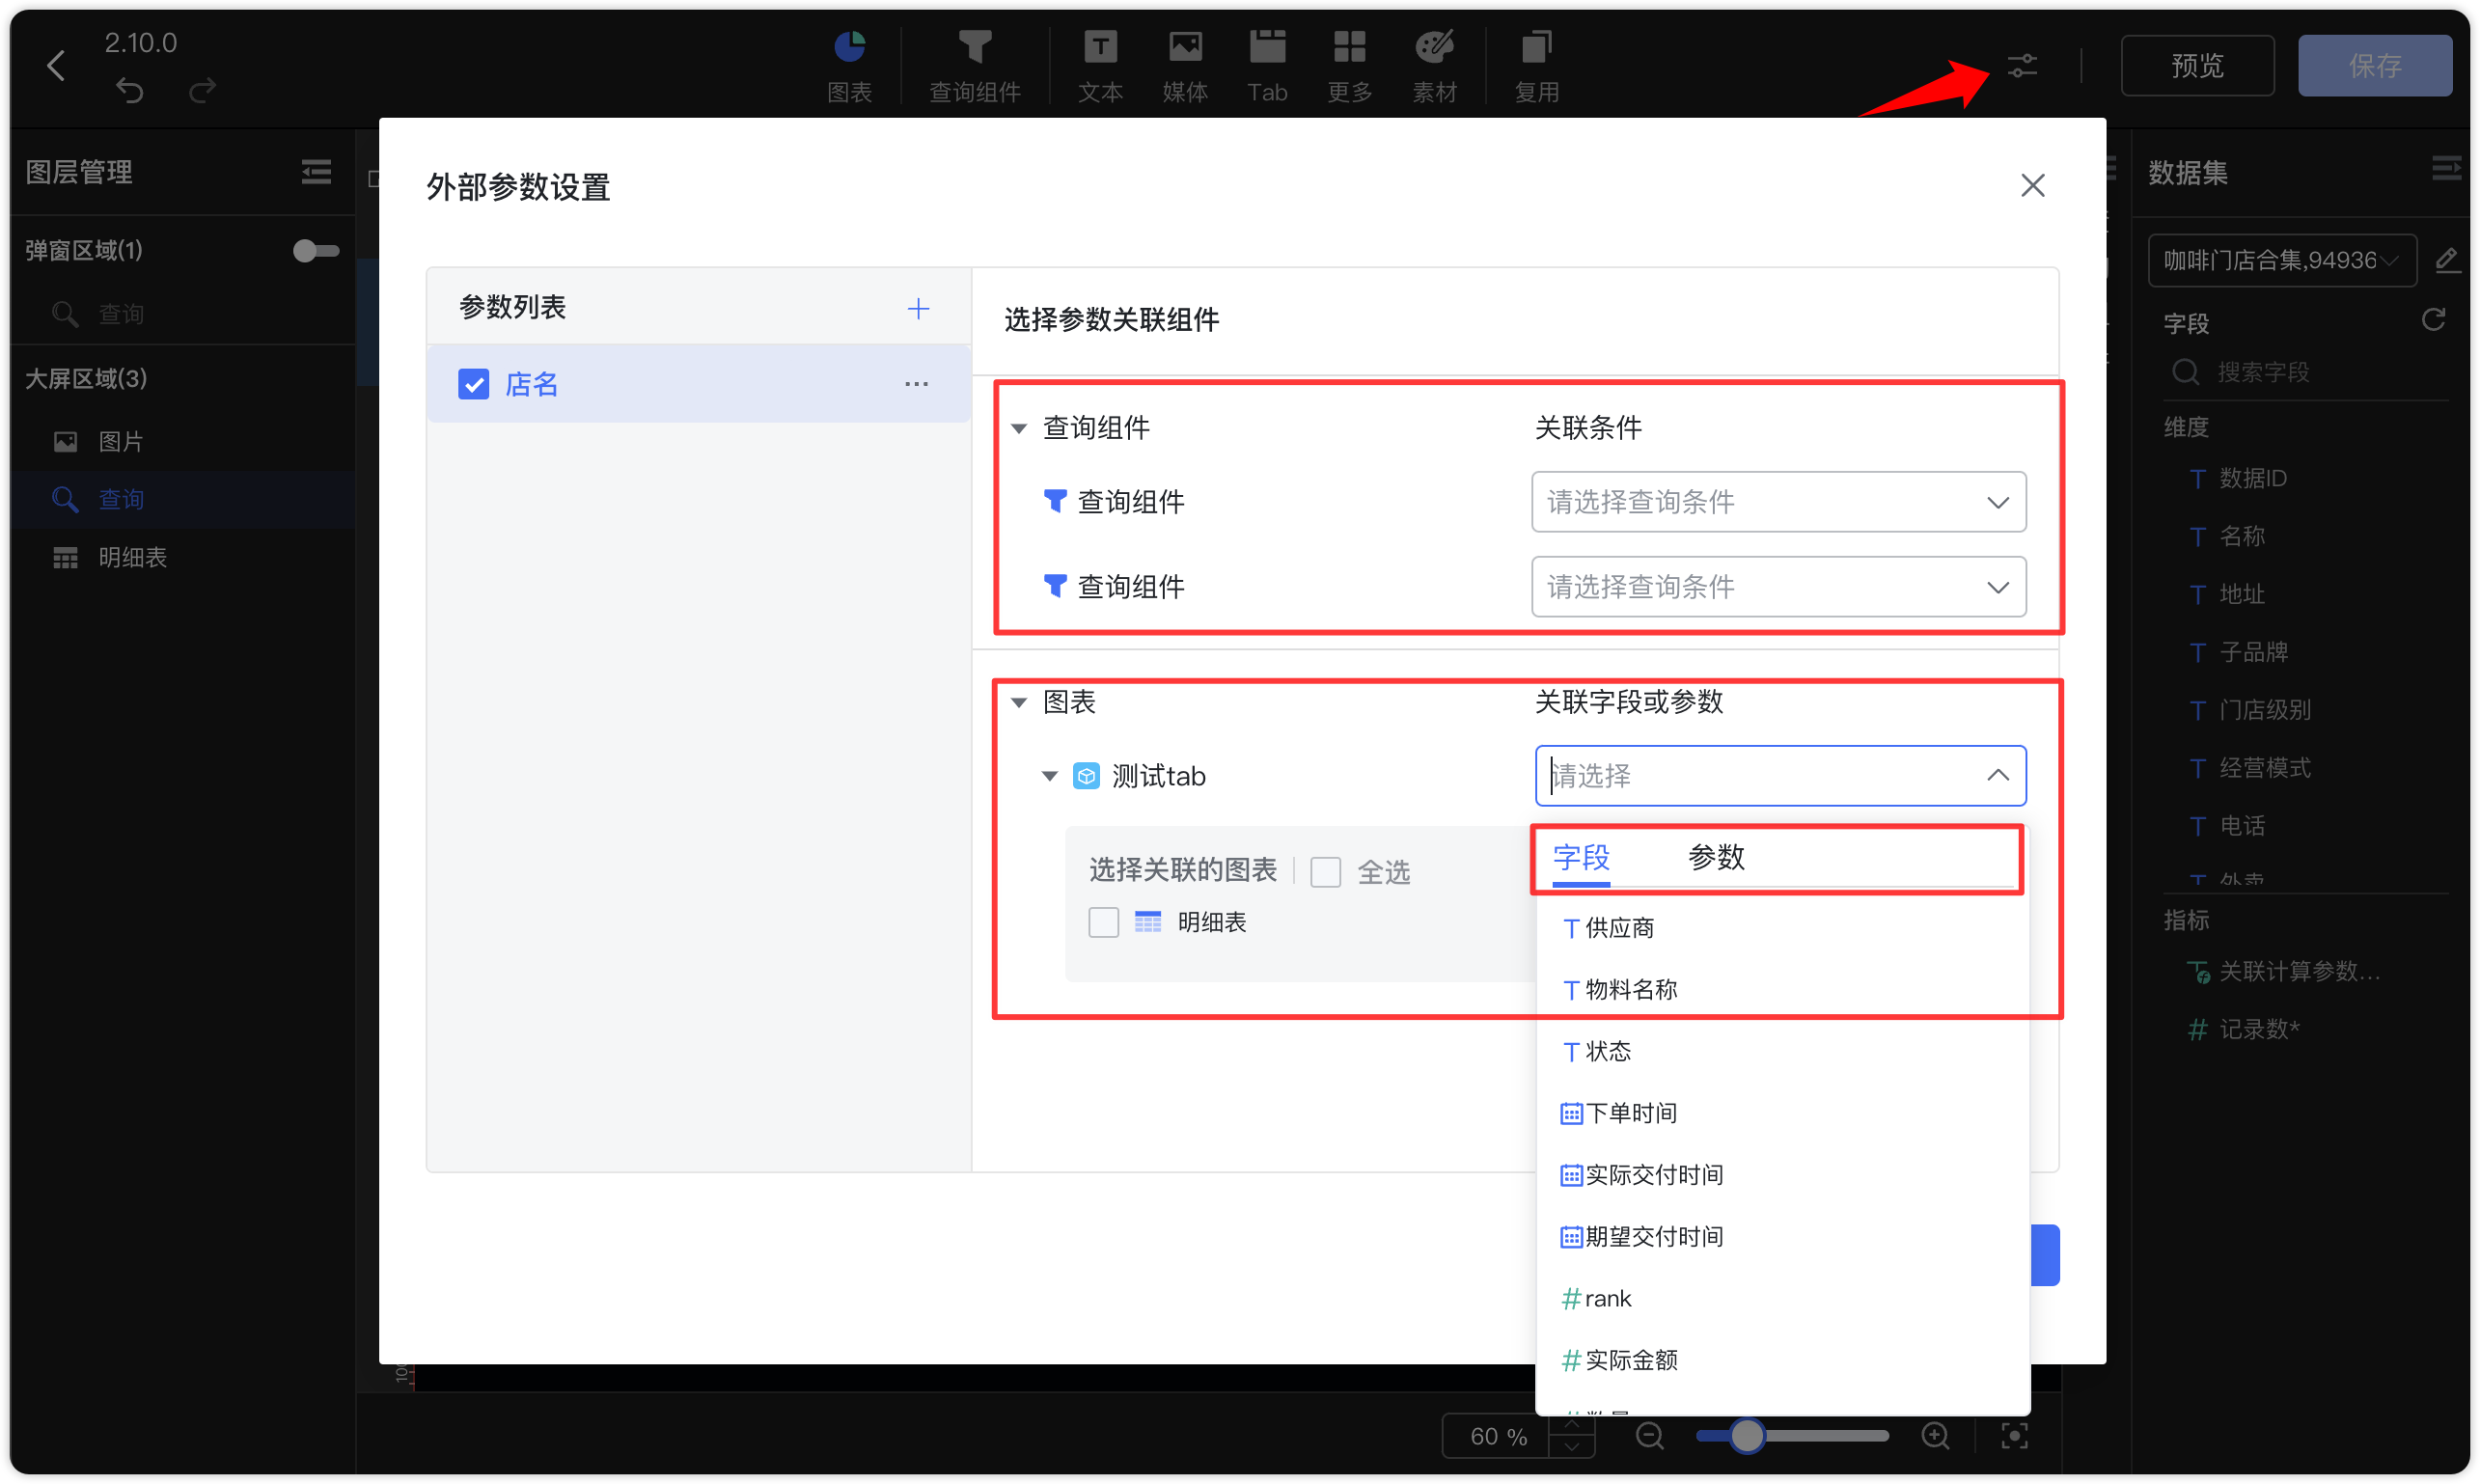 2.10.0
图表
查询组件
文本
媒体
Tab
更多
素材
复用
预览
保存
图层管理
弹窗区域(1)
查询
大屏区域(3)
图片
查询
明细表
外部参数设置
参数列表
店名
选择参数关联组件
查询组件
关联条件
查询组件
请选择查询条件
查询组件
请选择查询条件
图表
关联字段或参数
测试tab
请选择
选择关联的图表
全选
明细表
字段
参数
供应商
物料名称
状态
下单时间
实际交付时间
期望交付时间
rank
实际金额
数据集
咖啡门店合集,94936
字段
搜索字段
维度
数据ID
名称
地址
子品牌
门店级别
经营模式
电话
外卖
指标
关联计算参数...
记录数*
60 %